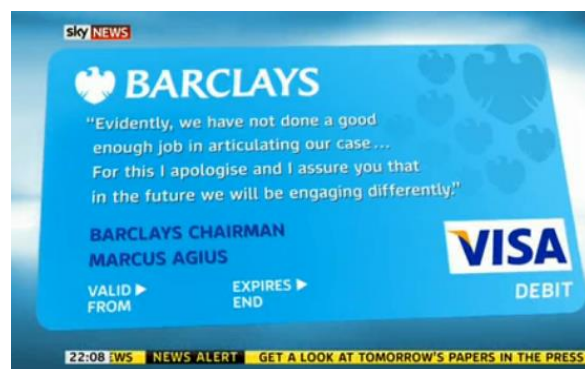 sky NEWS
BARCLAYS
"Evidently, we have not done a good
enough job in articulating our case...
For this I apologise and I assure you that
in the future we will be engaging differently."
BARCLAYS CHAIRMAN
MARCUS AGIUS
VISA
VALID ▶ EXPIRES ▶
FROM END
DEBIT
22:08 EWS NEWS ALERT GET A LOOK AT TOMORROW'S PAPERS IN THE PRESS